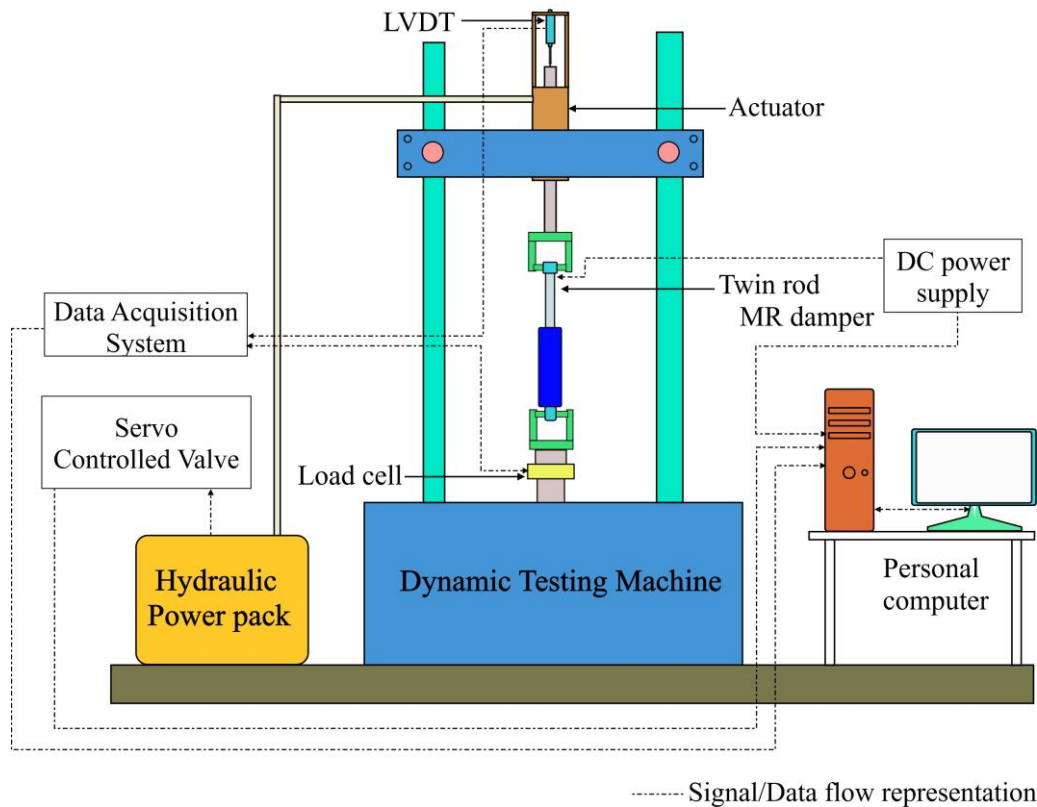 LVDT
Actuator
DC power
supply
Twin rod
MR damper
Data Acquisition
System
Servo
Controlled Valve
Load cell
Hydraulic
Power pack
Dynamic Testing Machine
Personal
computer
Signal/Data flow representation